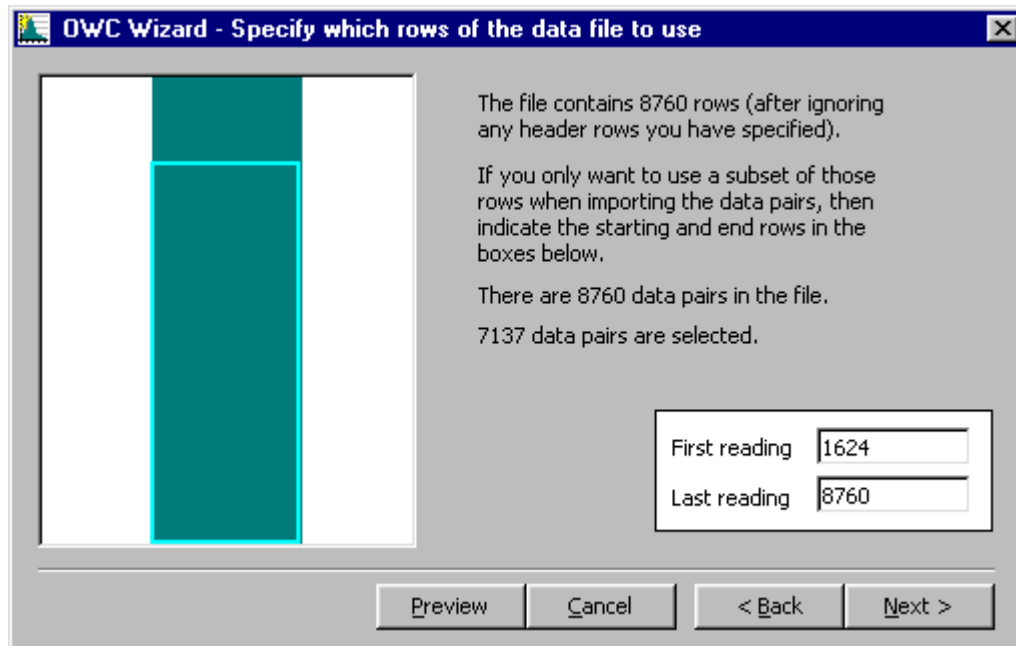 OWC Wizard - Specify which rows of the data file to use
The file contains 8760 rows (after ignoring
any header rows you have specified).
If you only want to use a subset of those
rows when importing the data pairs, then
indicate the starting and end rows in the
boxes below.
There are 8760 data pairs in the file.
7137 data pairs are selected.
First reading 1624
Last reading 8760
Preview Cancel < Back Next >